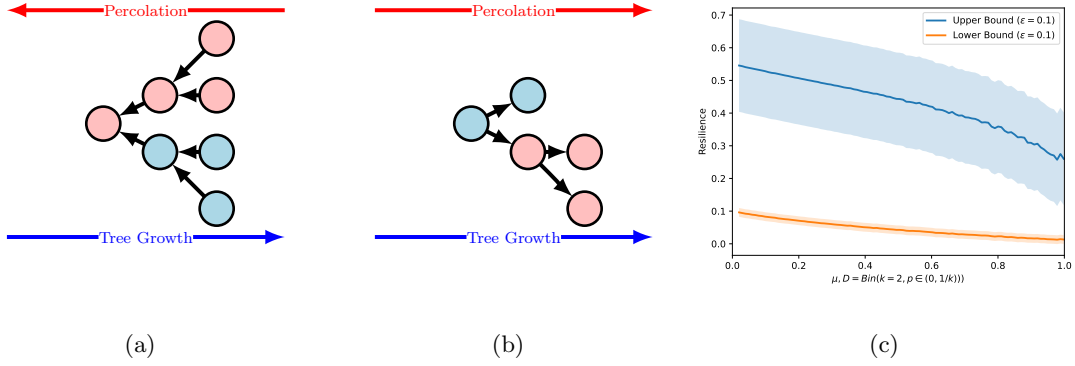 Percolation
Tree Growth
(a)
Percolation
Tree Growth
(b)
Upper Bound (ε = 0.1)
Lower Bound (ε = 0.1)
Resilience
0.7
0.6
0.5
0.4
0.3
0.2
0.1
0.0
0.0 0.2 0.4 0.6 0.8 1.0
μ, D = Bin(k = 2, p ∈ (0, 1/k)))
(c)